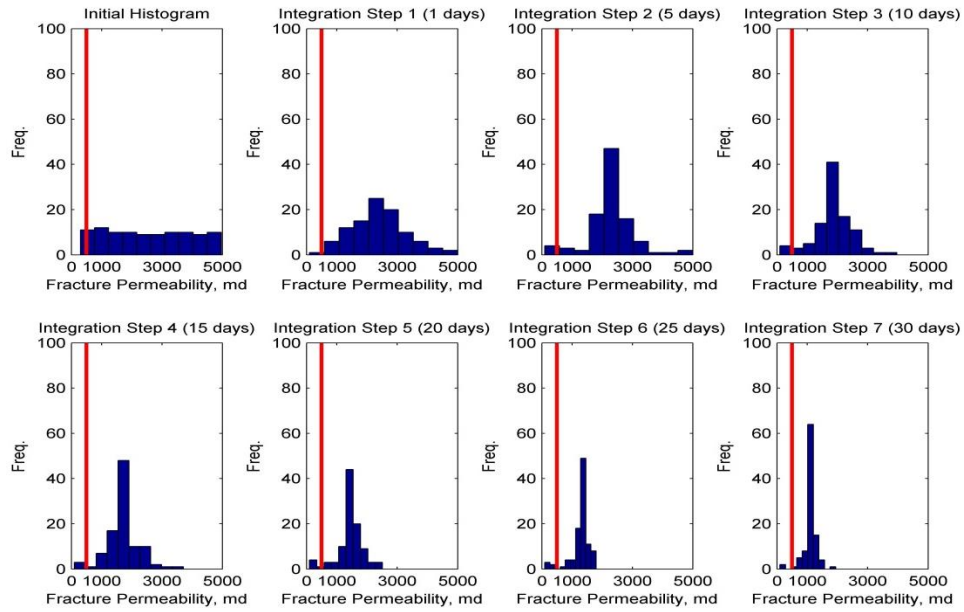 Initial Histogram
100
80
60
40
20
0
Freq.
0 1000 3000 5000
Fracture Permeability, md
Integration Step 1 (1 days)
100
80
60
40
20
0
Freq.
0 1000 3000 5000
Fracture Permeability, md
Integration Step 2 (5 days)
100
80
60
40
20
0
Freq.
0 1000 3000 5000
Fracture Permeability, md
Integration Step 3 (10 days)
100
80
60
40
20
0
Freq.
0 1000 3000 5000
Fracture Permeability, md
Integration Step 4 (15 days)
100
80
60
40
20
0
Freq.
0 1000 3000 5000
Fracture Permeability, md
Integration Step 5 (20 days)
100
80
60
40
20
0
Freq.
0 1000 3000 5000
Fracture Permeability, md
Integration Step 6 (25 days)
100
80
60
40
20
0
Freq.
0 1000 3000 5000
Fracture Permeability, md
Integration Step 7 (30 days)
100
80
60
40
20
0
Freq.
0 1000 3000 5000
Fracture Permeability, md